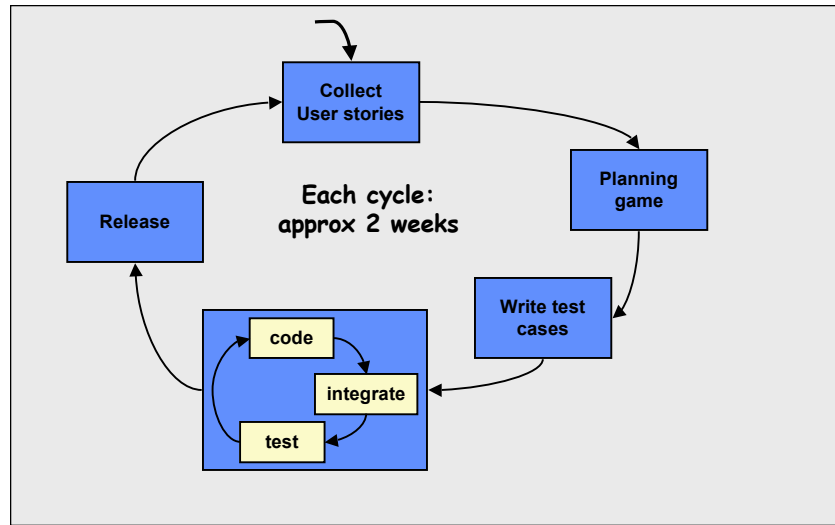 Collect
User stories
Planning
game
Each cycle:
approx 2 weeks
Release
Write test
cases
code
integrate
test